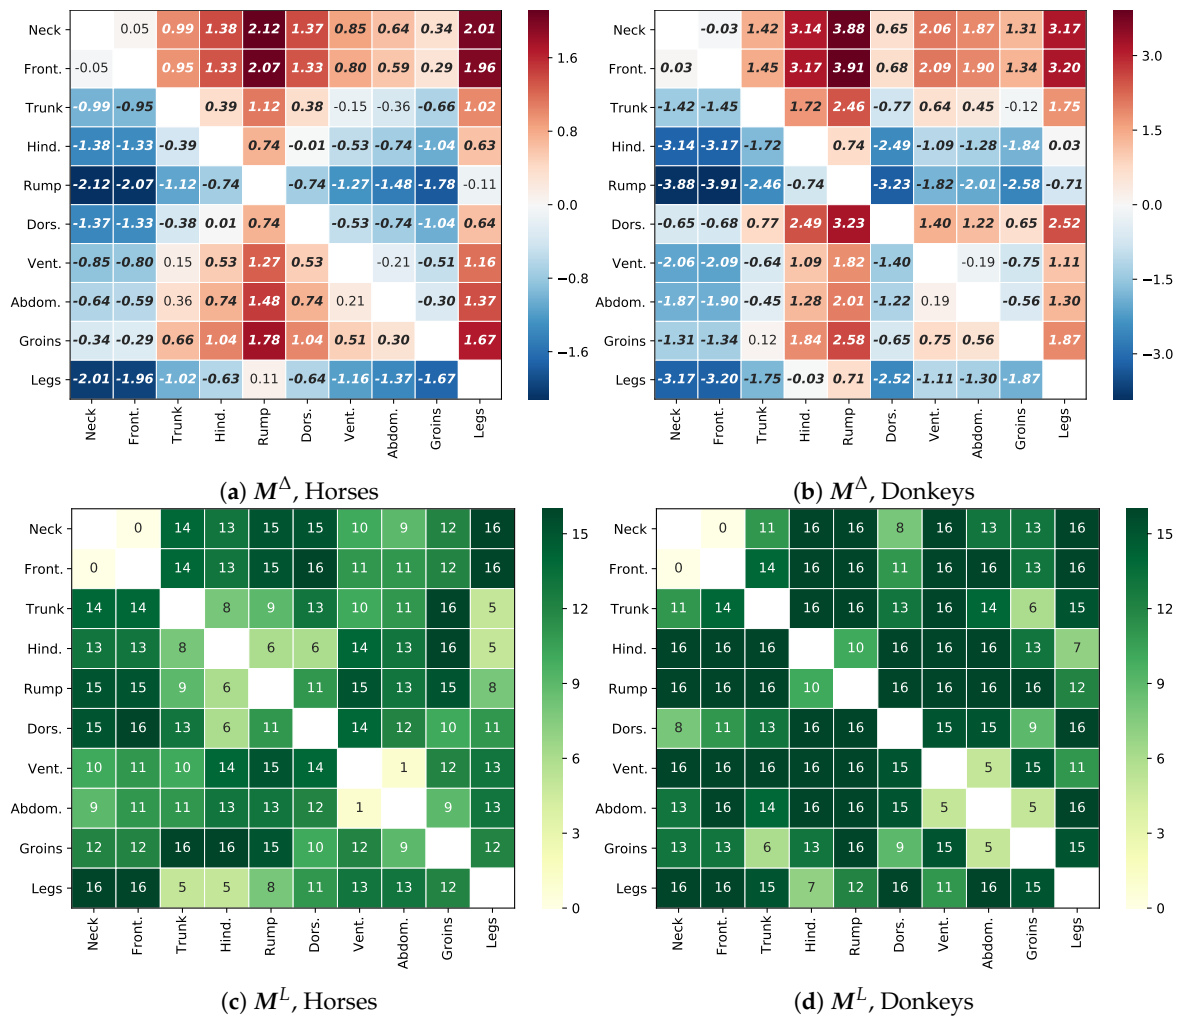 Neck 0.05 0.99 1.38 2.12 1.37 0.85 0.64 0.34 2.01
Front. -0.05 0.95 1.33 2.07 1.33 0.80 0.59 0.29 1.96
Trunk -0.99 -0.95 0.39 1.12 0.38 -0.15 -0.36 -0.66 1.02
Hind. -1.38 -1.33 -0.39 0.74 -0.01 -0.53 -0.74 -1.04 0.63
Rump -2.12 -2.07 -1.12 -0.74 -0.74 -1.27 -1.48 -1.78 -0.11
Dors. -1.37 -1.33 -0.38 0.01 0.74 -0.53 -0.74 -1.04 0.64
Vent. -0.85 -0.80 0.15 0.53 1.27 0.53 -0.21 -0.51 1.16
Abdom. -0.64 -0.59 0.36 0.74 1.48 0.74 0.21 -0.30 1.37
Groins -0.34 -0.29 0.66 1.04 1.78 1.04 0.51 0.30 1.67
Legs -2.01 -1.96 -1.02 -0.63 0.11 -0.64 -1.16 -1.37 -1.67
Neck Front. Trunk Hind. Rump Dors. Vent. Abdom. Groins Legs
1.6
0.8
0.0
−0.8
−1.6
(a) M^Δ, Horses
Neck -0.03 1.42 3.14 3.88 0.65 2.06 1.87 1.31 3.17
Front. 0.03 1.45 3.17 3.91 0.68 2.09 1.90 1.34 3.20
Trunk -1.42 -1.45 1.72 2.46 -0.77 0.64 0.45 -0.12 1.75
Hind. -3.14 -3.17 -1.72 0.74 -2.49 -1.09 -1.28 -1.84 0.03
Rump -3.88 -3.91 -2.46 -0.74 -3.23 -1.82 -2.01 -2.58 -0.71
Dors. -0.65 -0.68 0.77 2.49 3.23 1.40 1.22 0.65 2.52
Vent. -2.06 -2.09 -0.64 1.09 1.82 -1.40 -0.19 -0.75 1.11
Abdom. -1.87 -1.90 -0.45 1.28 2.01 -1.22 0.19 -0.56 1.30
Groins -1.31 -1.34 0.12 1.84 2.58 -0.65 0.75 0.56 1.87
Legs -3.17 -3.20 -1.75 -0.03 0.71 -2.52 -1.11 -1.30 -1.87
Neck Front. Trunk Hind. Rump Dors. Vent. Abdom. Groins Legs
3.0
1.5
0.0
−1.5
−3.0
(b) M^Δ, Donkeys
Neck 0 14 13 15 15 10 9 12 16
Front. 0 14 13 15 16 11 11 12 16
Trunk 14 14 8 9 13 10 11 16 5
Hind. 13 13 8 6 6 14 13 16 5
Rump 15 15 9 6 11 15 13 15 8
Dors. 15 16 13 6 11 14 12 10 11
Vent. 10 11 10 14 15 14 1 12 13
Abdom. 9 11 11 13 13 12 1 9 13
Groins 12 12 16 16 15 10 12 9 12
Legs 16 16 5 5 8 11 13 13 12
Neck Front. Trunk Hind. Rump Dors. Vent. Abdom. Groins Legs
15
12
9
6
3
0
(c) M^L, Horses
Neck 0 11 16 16 8 16 13 13 16
Front. 0 14 16 16 11 16 16 13 16
Trunk 11 14 16 16 13 16 14 6 15
Hind. 16 16 16 10 16 16 16 13 7
Rump 16 16 16 10 16 16 16 16 12
Dors. 8 11 13 16 16 15 15 9 16
Vent. 16 16 16 16 16 15 5 15 11
Abdom. 13 16 14 16 16 15 5 5 16
Groins 13 13 6 13 16 9 15 5 15
Legs 16 16 15 7 12 16 11 16 15
Neck Front. Trunk Hind. Rump Dors. Vent. Abdom. Groins Legs
15
12
9
6
3
0
(d) M^L, Donkeys